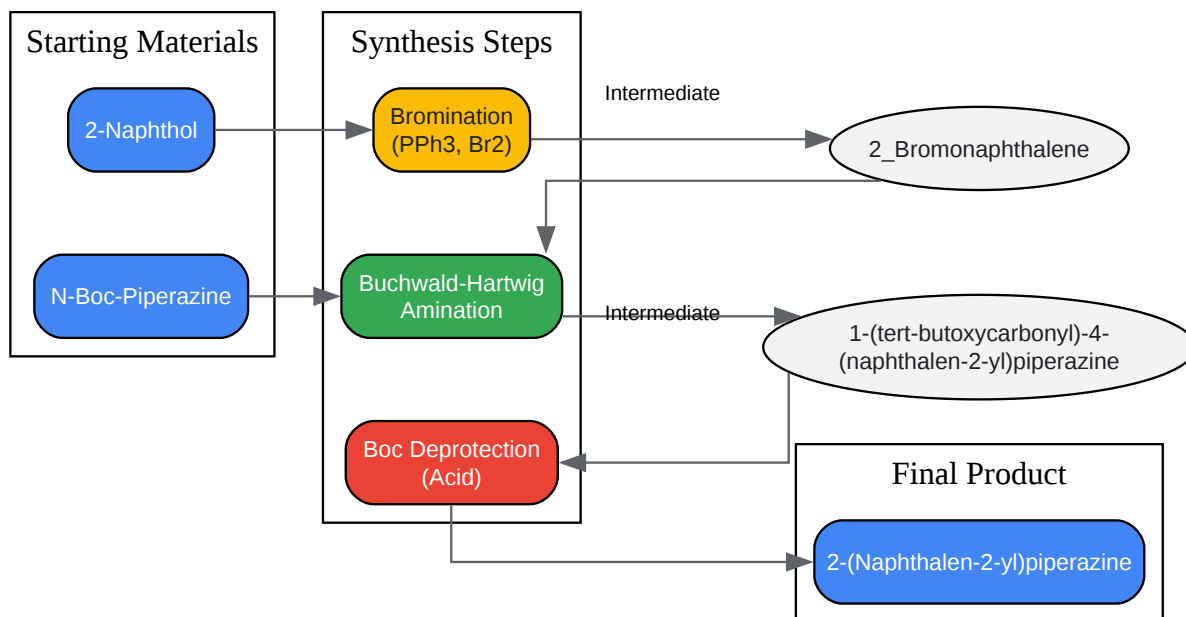 Starting Materials
Synthesis Steps
2-Naphthol
Bromination
(PPh3, Br2)
Intermediate
2_Bromonaphthalene
N-Boc-Piperazine
Buchwald-Hartwig
Amination
Intermediate
1-(tert-butoxycarbonyl)-4-
(naphthalen-2-yl)piperazine
Boc Deprotection
(Acid)
Final Product
2-(Naphthalen-2-yl)piperazine